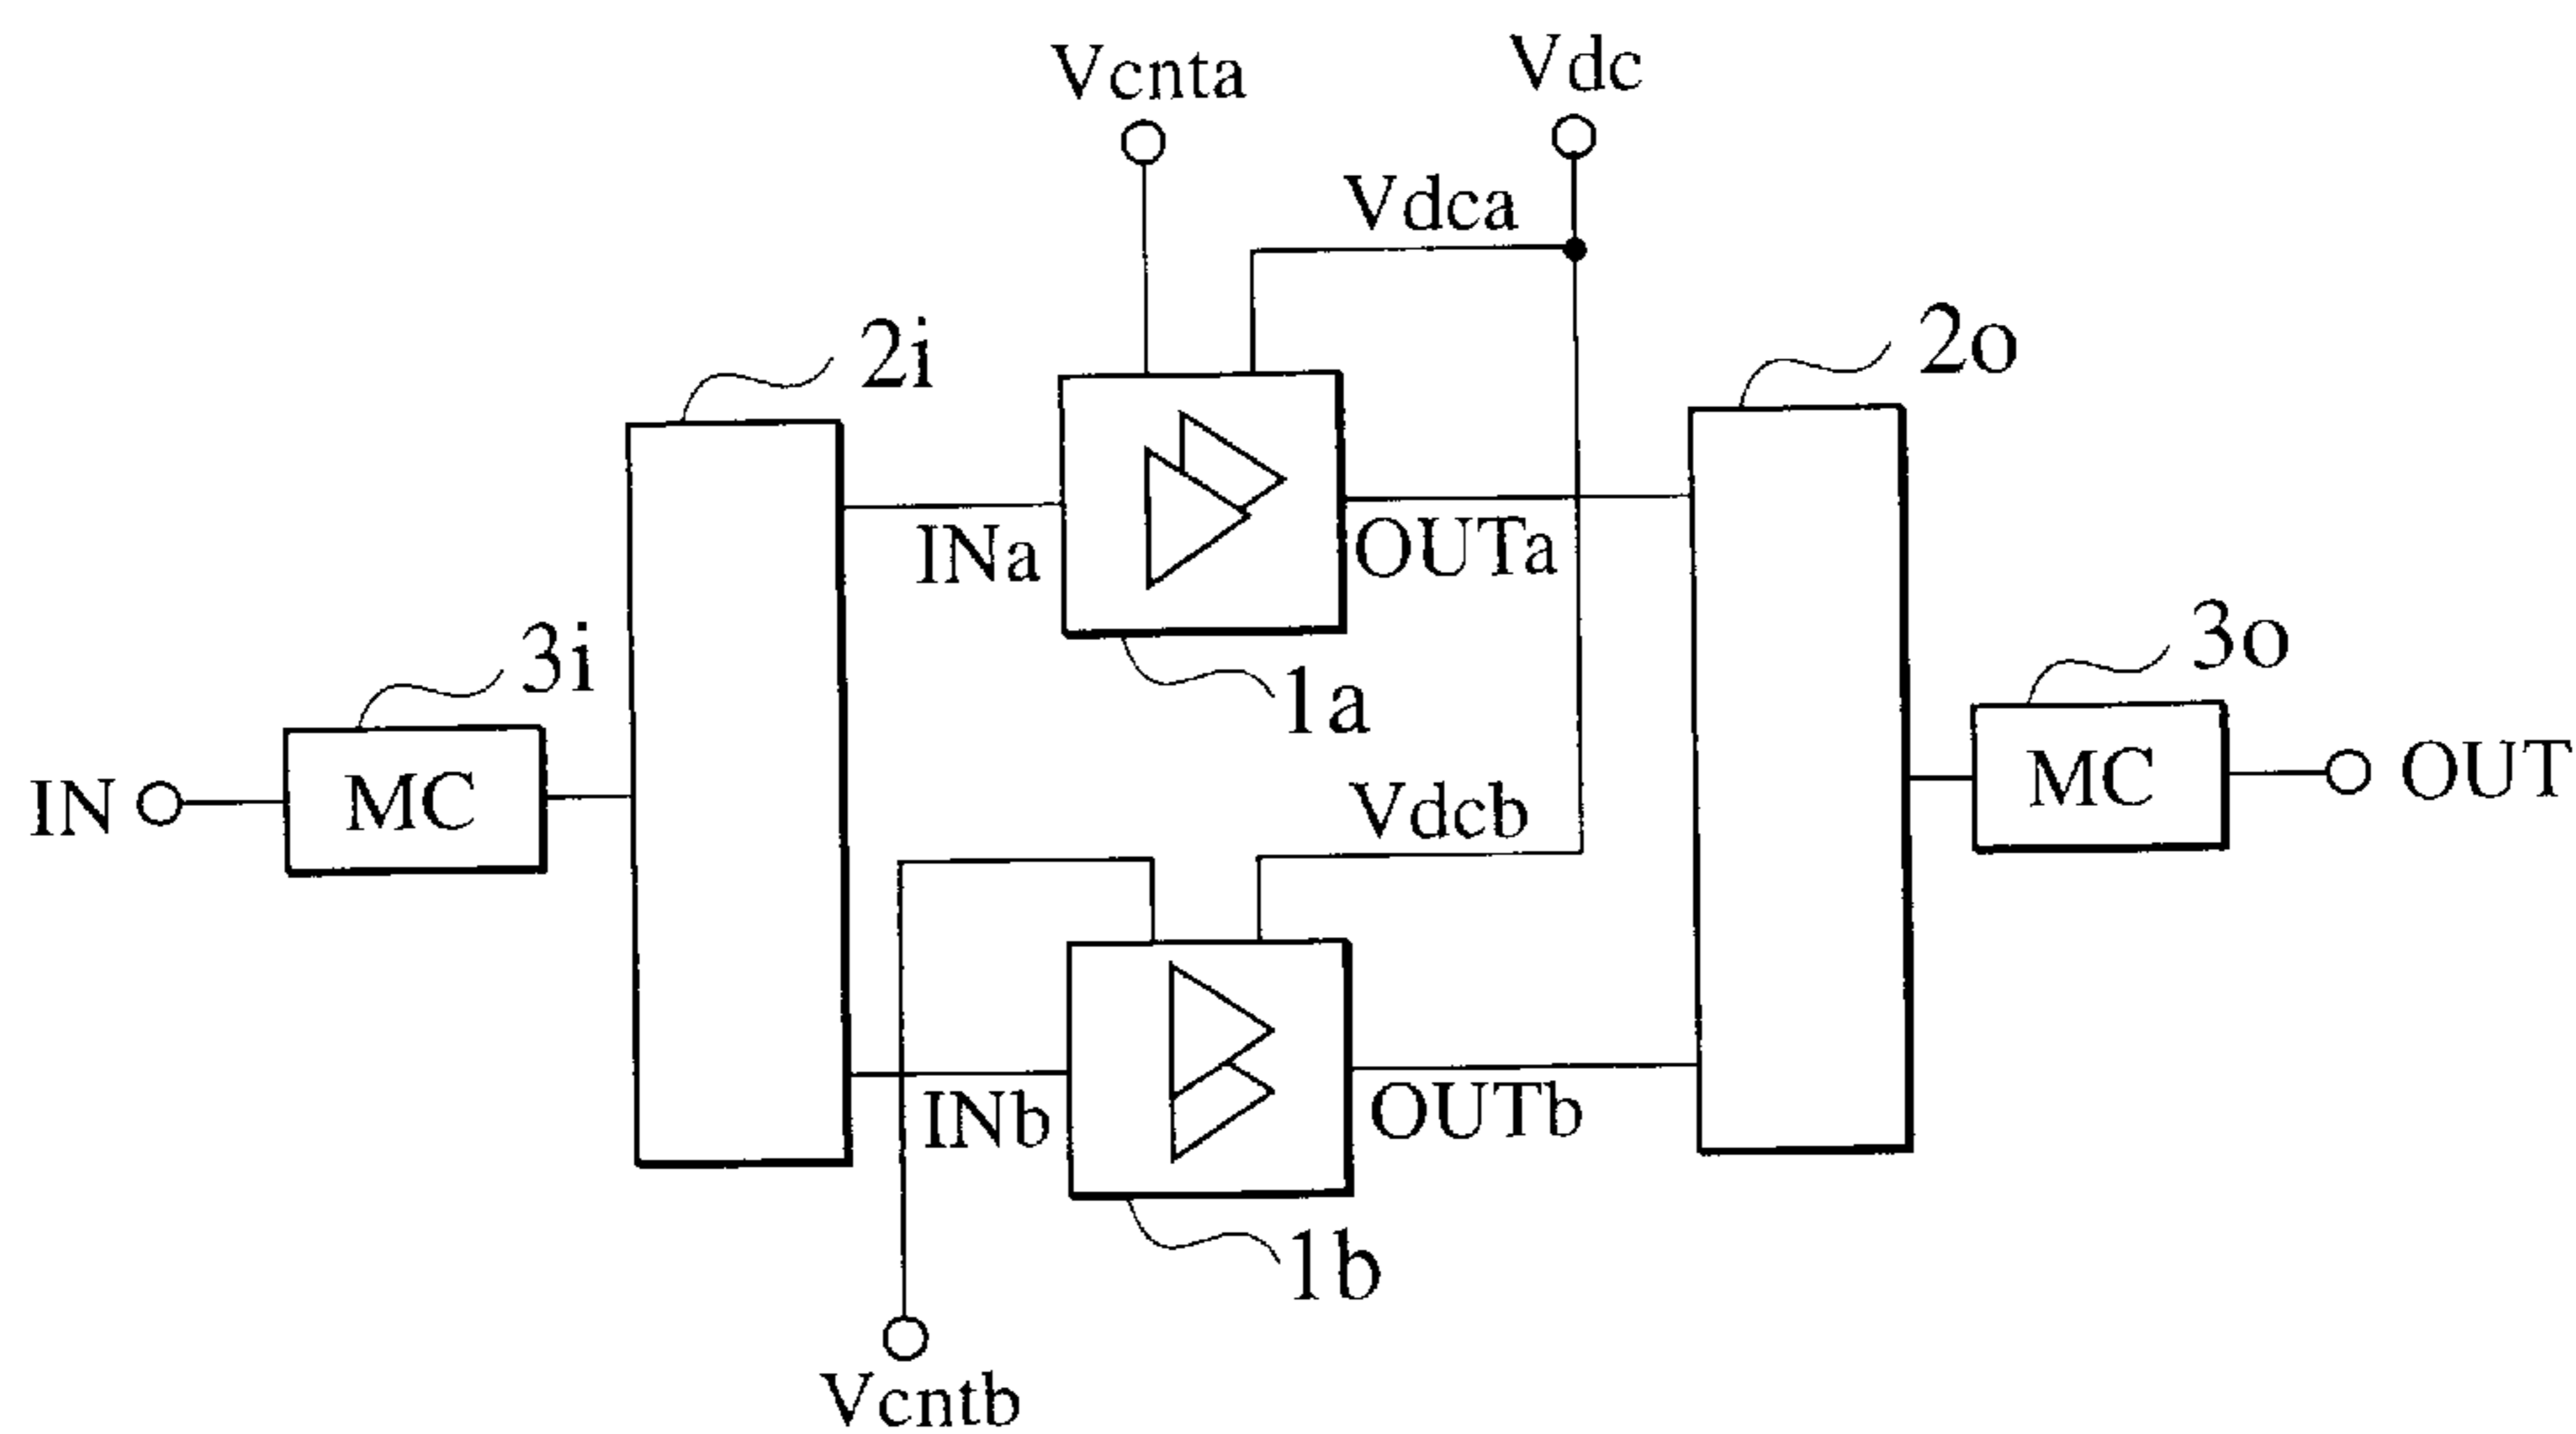 Vcnta
Vdc
Vdca
2i
2o
INa
OUTa
3i
1a
3o
IN
MC
Vdcb
MC
OUT
INb
OUTb
1b
Vcntb